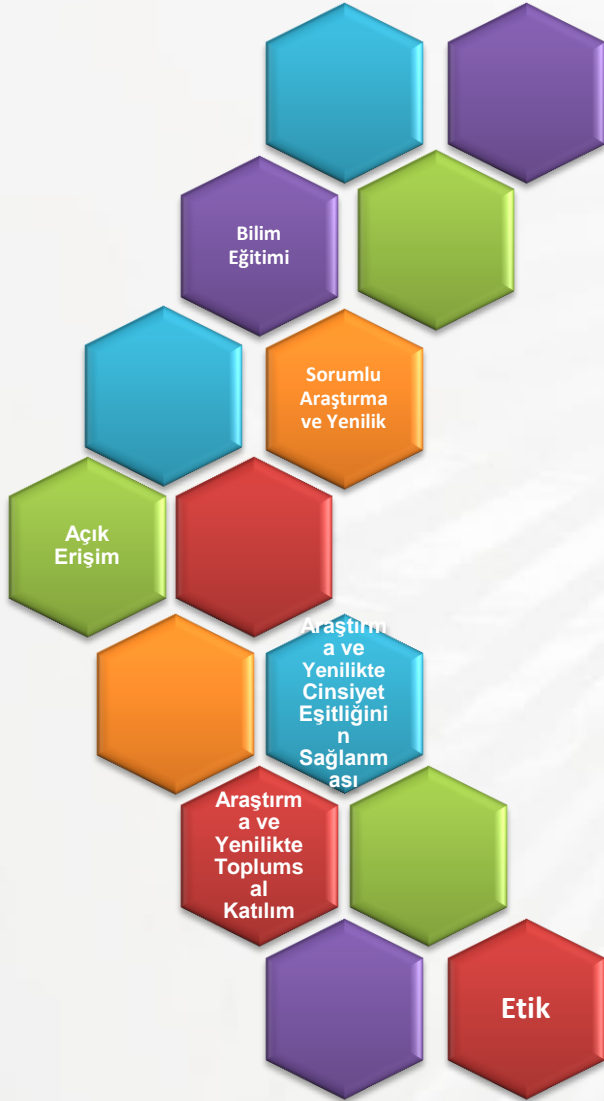 Bilim
Eğitimi
Sorumlu
Araştırma
ve Yenilik
Açık
Erişim
Araştırm
a ve
Yenilikte
Cinsiyet
Eşitliğini
n
Sağlanm
ası
Araştırm
a ve
Yenilikte
Toplums
al
Katılım
Etik